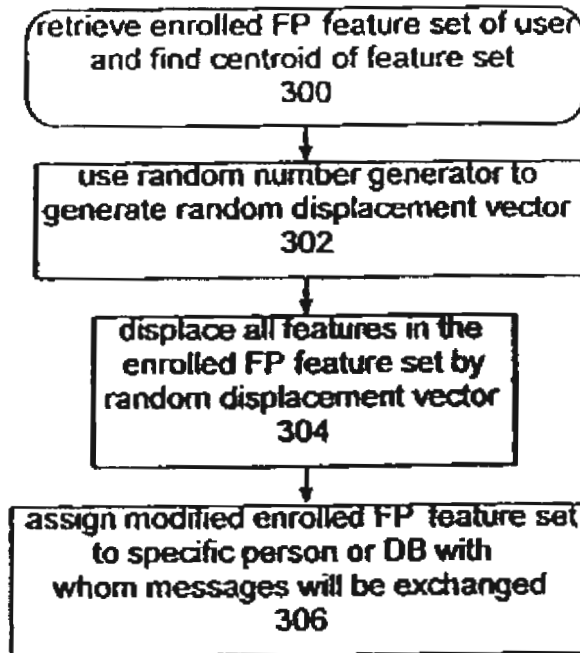 retrieve enrolled FP feature set of user
and find centroid of feature set
300
use random number generator to
generate random displacement vector
302
displace all features in the
enrolled FP feature set by
random displacement vector
304
assign modified enrolled FP feature set
to specific person or DB with
whom messages will be exchanged
306